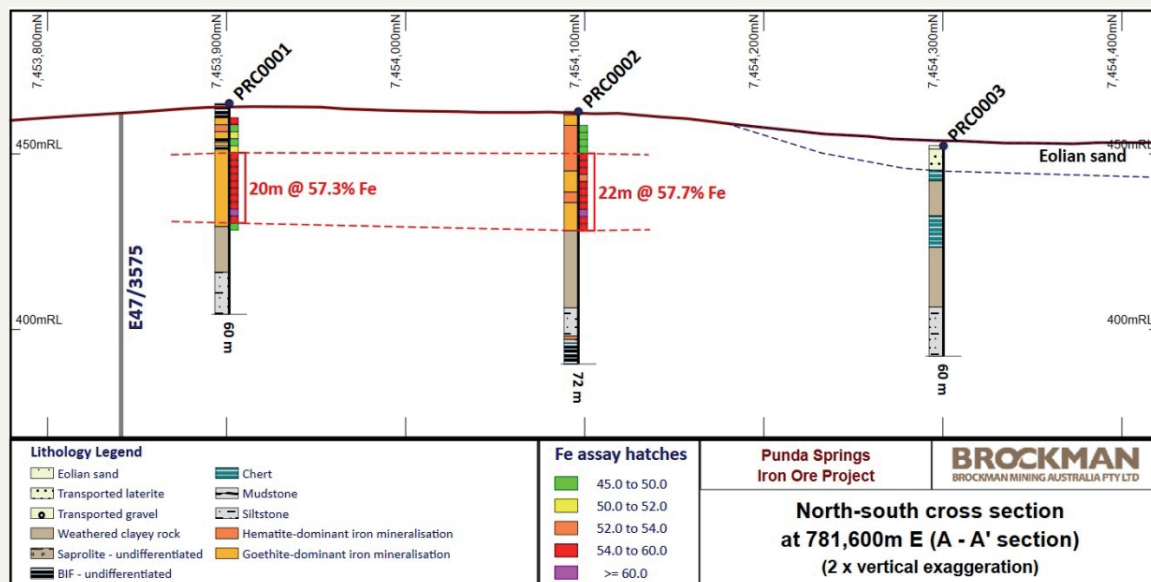 7,453,800mN
7,453,900mN
7,454,000mN
7,454,100mN
7,454,200mN
7,454,300mN
7,454,400mN
PRC0001
PRC0002
PRC0003
450mRL
450mRL
Eolian sand
20m @ 57.3% Fe
22m @ 57.7% Fe
E47/3575
400mRL
400mRL
60 m
72 m
60 m
Lithology Legend
Eolian sand
Transported laterite
Transported gravel
Weathered clayey rock
Saprolite - undifferentiated
BIF - undifferentiated
Chert
Mudstone
Siltstone
Hematite-dominant iron mineralisation
Goethite-dominant iron mineralisation
Fe assay hatches
45.0 to 50.0
50.0 to 52.0
52.0 to 54.0
54.0 to 60.0
>= 60.0
Punda Springs
Iron Ore Project
BROCKMAN
BROCKMAN MINING AUSTRALIA PTY LTD
North-south cross section
at 781,600m E (A - A' section)
(2 x vertical exaggeration)